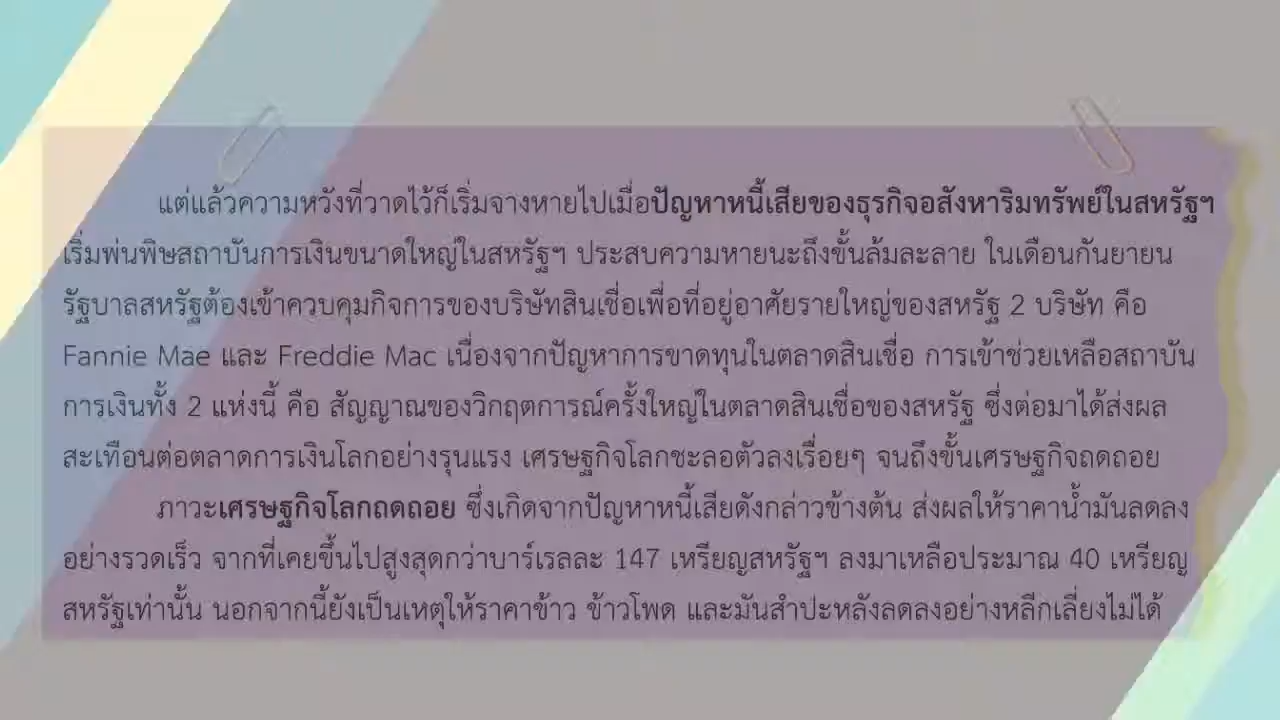 แต่แล้วความหวังที่วาดไว้ก็เริ่มจางหายไปเมื่อปัญหาหนี้เสียของธุรกิจอสังหาริมทรัพย์ในสหรัฐฯ
เริ่มพ่นพิษสถาบันการเงินขนาดใหญ่ในสหรัฐฯ ประสบความหายนะถึงขั้นล้มละลาย ในเดือนกันยายน
รัฐบาลสหรัฐต้องเข้าควบคุมกิจการของบริษัทสินเชื่อเพื่อที่อยู่อาศัยรายใหญ่ของสหรัฐ 2 บริษัท คือ
Fannie Mae และ Freddie Mac เนื่องจากปัญหาการขาดทุนในตลาดสินเชื่อ การเข้าช่วยเหลือสถาบัน
การเงินทั้ง 2 แห่งนี้ คือ สัญญาณของวิกฤตการณ์ครั้งใหญ่ในตลาดสินเชื่อของสหรัฐ ซึ่งต่อมาได้ส่งผล
สะเทือนต่อตลาดการเงินโลกอย่างรุนแรง เศรษฐกิจโลกชะลอตัวลงเรื่อยๆ จนถึงขั้นเศรษฐกิจถดถอย
ภาวะเศรษฐกิจโลกถดถอย ซึ่งเกิดจากปัญหาหนี้เสียดังกล่าวข้างต้น ส่งผลให้ราคาน้ำมันลดลง
อย่างรวดเร็ว จากที่เคยขึ้นไปสูงสุดกว่าบาร์เรลละ 147 เหรียญสหรัฐฯ ลงมาเหลือประมาณ 40 เหรียญ
สหรัฐเท่านั้น นอกจากนี้ยังเป็นเหตุให้ราคาข้าว ข้าวโพด และมันสำปะหลังลดลงอย่างหลีกเลี่ยงไม่ได้